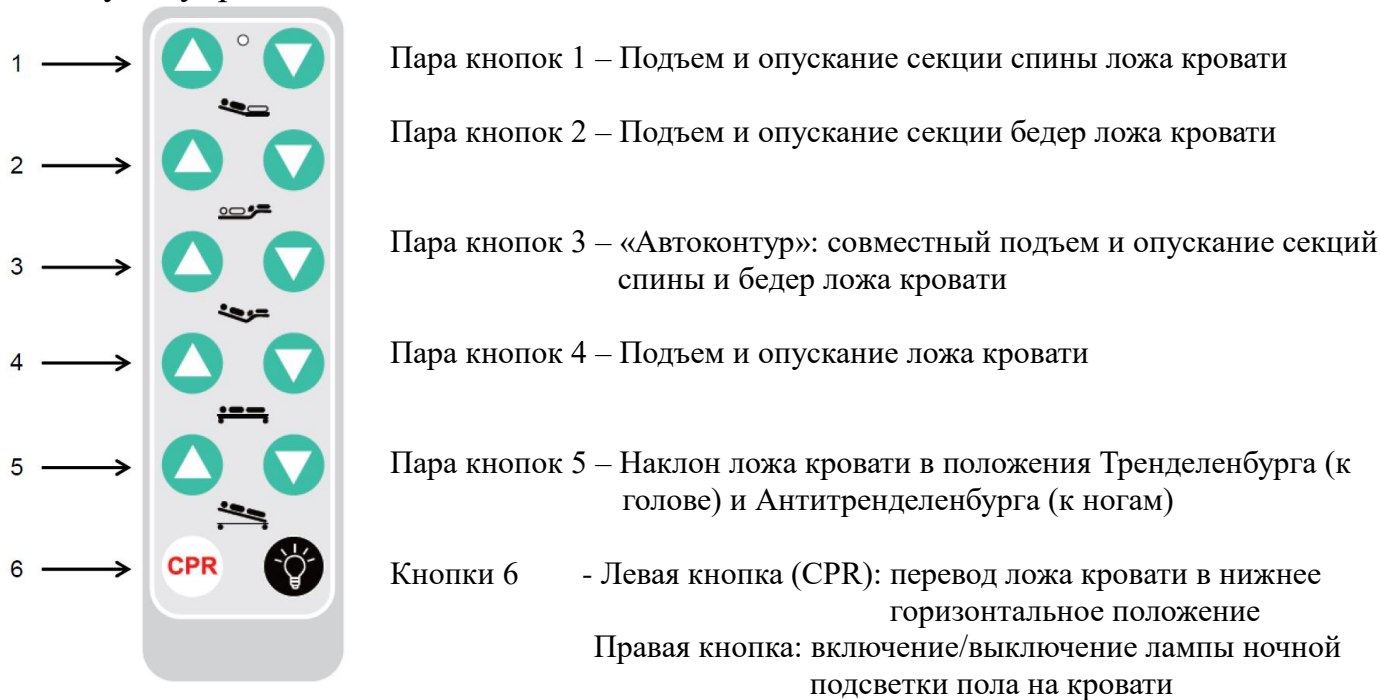 1
Пара кнопок 1 – Подъем и опускание секции спины ложа кровати
2
Пара кнопок 2 – Подъем и опускание секции бедер ложа кровати
3
Пара кнопок 3 – «Автоконтур»: совместный подъем и опускание секций
спины и бедер ложа кровати
4
Пара кнопок 4 – Подъем и опускание ложа кровати
5
Пара кнопок 5 – Наклон ложа кровати в положения Тренделенбурга (к
голове) и Антитренделенбурга (к ногам)
6
CPR
Кнопки 6 - Левая кнопка (CPR): перевод ложа кровати в нижнее
горизонтальное положение
Правая кнопка: включение/выключение лампы ночной
подсветки пола на кровати